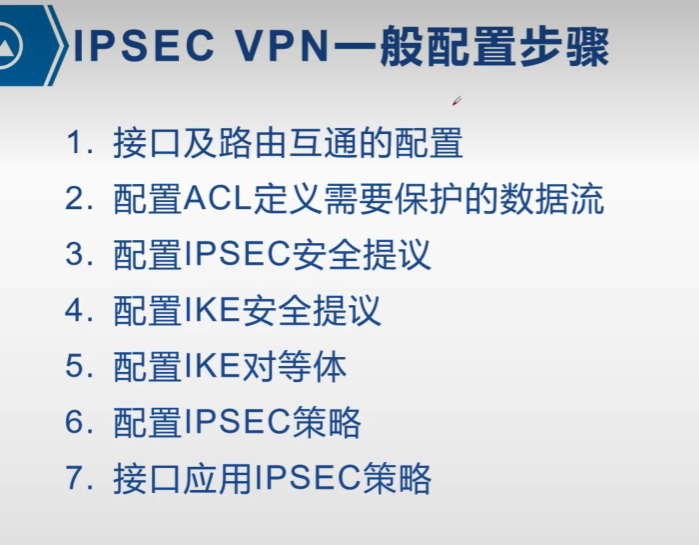 IPSEC VPN一般配置步骤
1. 接口及路由互通的配置
2. 配置ACL定义需要保护的数据流
3. 配置IPSEC安全提议
4. 配置IKE安全提议
5. 配置IKE对等体
6. 配置IPSEC策略
7. 接口应用IPSEC策略